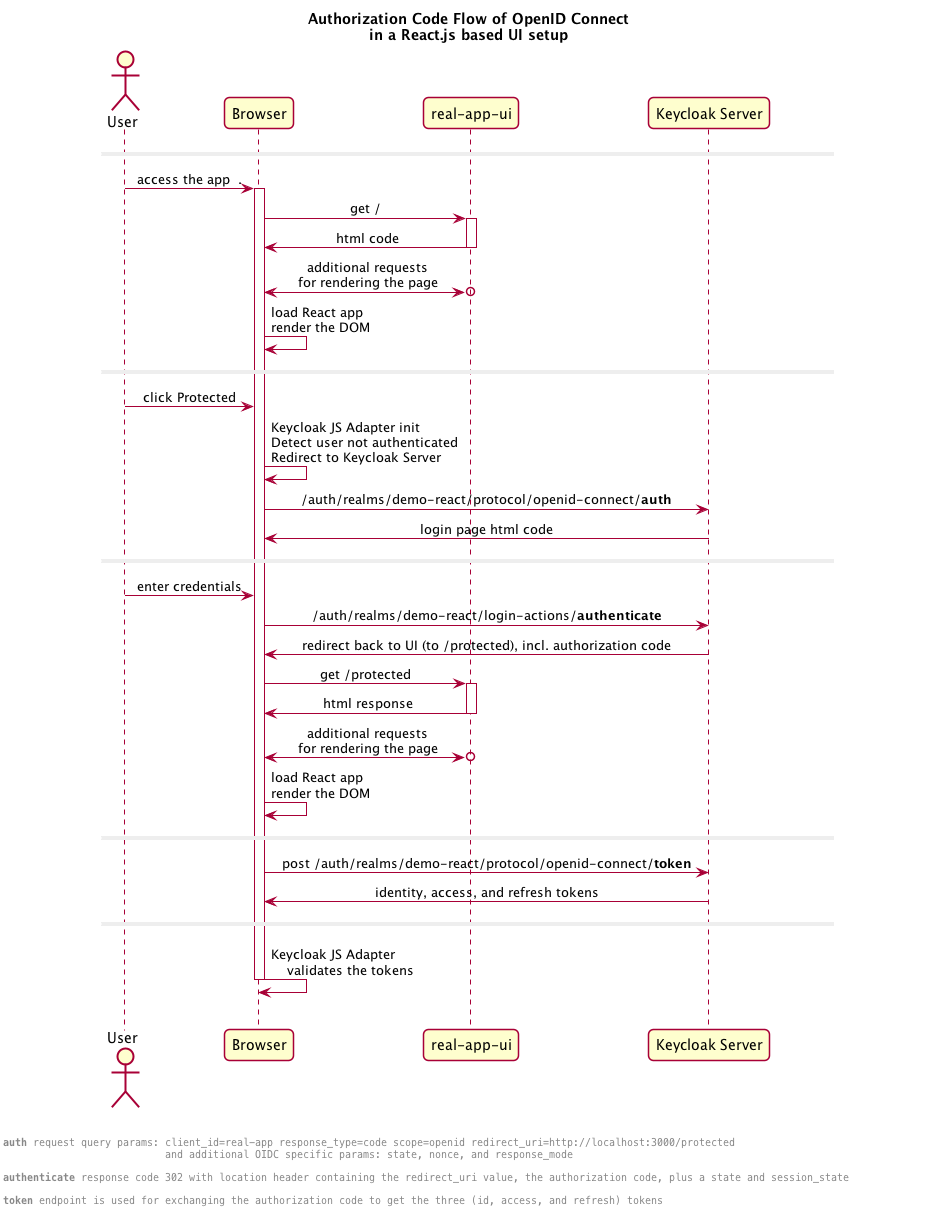 Authorization Code Flow of OpenID Connect
in a React.js based UI setup
User
Browser
real-app-ui
Keycloak Server
access the app .
get /
html code
additional requests
for rendering the page
load React app
render the DOM
click Protected
Keycloak JS Adapter init
Detect user not authenticated
Redirect to Keycloak Server
/auth/realms/demo-react/protocol/openid-connect/auth
login page html code
enter credentials
/auth/realms/demo-react/login-actions/authenticate
redirect back to UI (to /protected), incl. authorization code
get /protected
html response
additional requests
for rendering the page
load React app
render the DOM
post /auth/realms/demo-react/protocol/openid-connect/token
identity, access, and refresh tokens
Keycloak JS Adapter
validates the tokens
User
Browser
real-app-ui
Keycloak Server
auth request query params: client_id=real-app response_type=code scope=openid redirect_uri=http://localhost:3000/protected
and additional OIDC specific params: state, nonce, and response_mode
authenticate response code 302 with location header containing the redirect_uri value, the authorization code, plus a state and session_state
token endpoint is used for exchanging the authorization code to get the three (id, access, and refresh) tokens